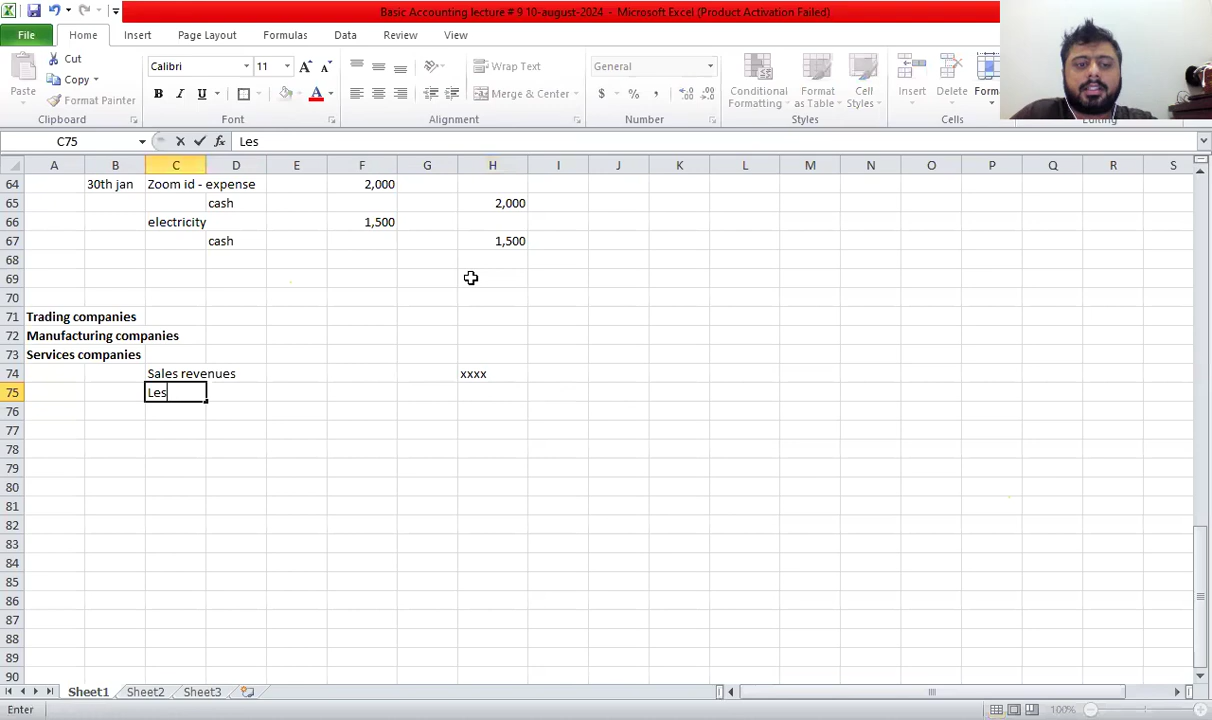 Basic Accounting lecture # 9 10-august-2024 - Microsoft Excel (Product Activation Failed)
File Home Insert Page Layout Formulas Data Review View
Paste Cut Copy Format Painter
Calibri 11
B I U A
Wrap Text
Merge & Center
General
$ % ,
Conditional Formatting Format as Table Cell Styles
Insert Delete
Clipboard Font Alignment Number Styles Cells Editing
C75 fx Les
A B C D E F G H I J K L M N O P Q R S
64 30th jan Zoom id - expense 2,000
65 cash 2,000
66 electricity 1,500
67 cash 1,500
68
69
70
71 Trading companies
72 Manufacturing companies
73 Services companies
74 Sales revenues xxxx
75 Les
76
77
78
79
80
81
82
83
84
85
86
87
88
89
90
Sheet1 Sheet2 Sheet3
Enter 100%